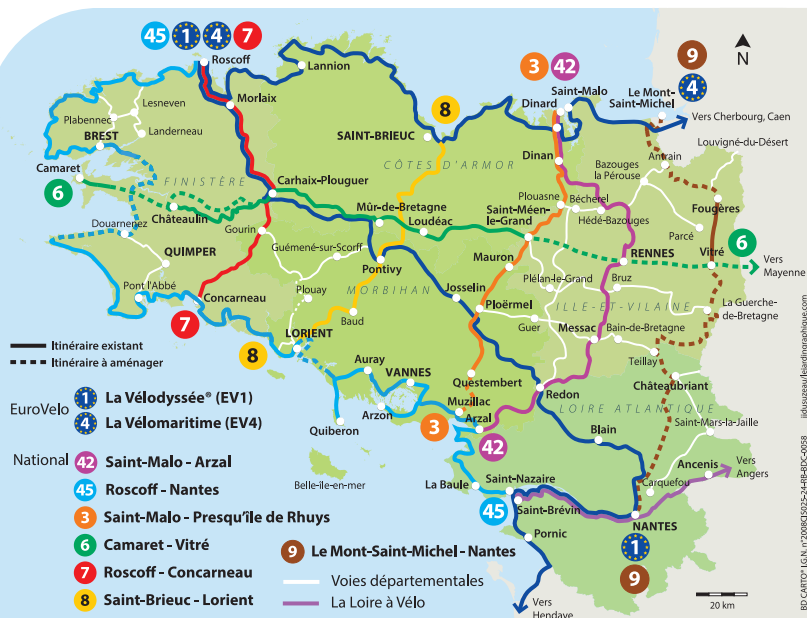 45 1 4 7
Roscoff
Lannion
Morlaix
Lesneven
Plabennec
BREST
Landerneau
Camaret
6
FINISTÈRE
Châteaulin
Carhaix-Plouguer
Douarnenez
QUIMPER
Gourin
Pont l'Abbé
Concarneau
7
8
SAINT-BRIEUC
CÔTES D'ARMOR
Mûr-de-Bretagne
Loudéac
Guémené-sur-Scorff
Pontivy
MORBIHAN
Plouay
Baud
LORIENT
8
3 42
Saint-Malo
Dinard
Dinan
9
4
Le Mont-
Saint-Michel
Vers Cherbourg, Caen
N
Louvigné-du-Désert
Antrain
Bazouges
la Pérouse
Plouasne
Bécherel
Hédé-Bazouges
Fougères
Saint-Méen-
le-Grand
Parcé
RENNES
Vitré
6
Vers
Mayenne
Mauron
Plélan-le-Grand
Bruz
Josselin
Ploërmel
ILLE-ET-VILAINE
La Guerche-
de-Bretagne
Guer
Messac
Bain-de-Bretagne
Teillay
Auray
VANNES
Questembert
Redon
Châteaubriant
Muzillac
LOIRE ATLANTIQUE
Arzon
Arzal
3
42
Quiberon
Saint-Mars-la-Jaille
Blain
Belle-île-en-mer
La Baule
Saint-Nazaire
Ancenis
Vers
Angers
Carquefou
45
Saint-Brévin
NANTES
Pornic
1
9
Vers
Hendaye
20 km
Itinéraire existant
Itinéraire à aménager
EuroVelo
1 La Vélodyssée® (EV1)
4 La Vélomaritime (EV4)
National
42 Saint-Malo - Arzal
45 Roscoff - Nantes
3 Saint-Malo - Presqu'île de Rhuys
6 Camaret - Vitré
7 Roscoff - Concarneau
8 Saint-Brieuc - Lorient
9 Le Mont-Saint-Michel - Nantes
Voies départementales
La Loire à Vélo